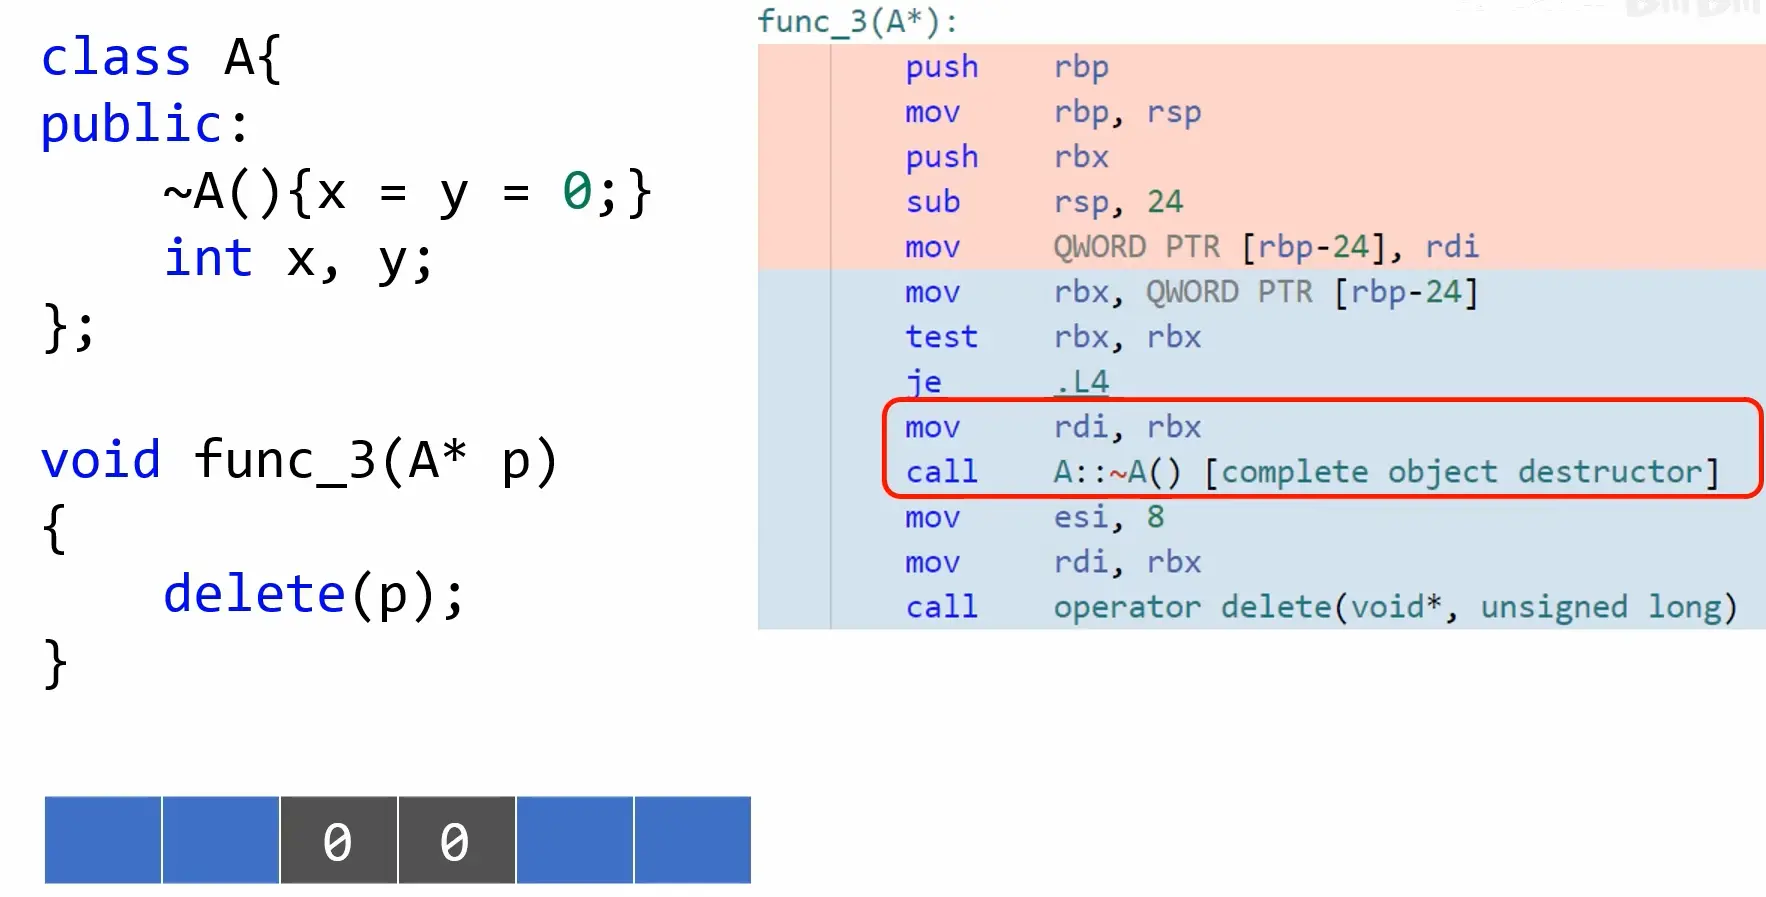 class A{
public:
~A(){x = y = 0;}
int x, y;
};
void func_3(A* p)
{
delete(p);
}
0 0
func_3(A*):
push rbp
mov rbp, rsp
push rbx
sub rsp, 24
mov QWORD PTR [rbp-24], rdi
mov rbx, QWORD PTR [rbp-24]
test rbx, rbx
je .L4
mov rdi, rbx
call A::~A() [complete object destructor]
mov esi, 8
mov rdi, rbx
call operator delete(void*, unsigned long)